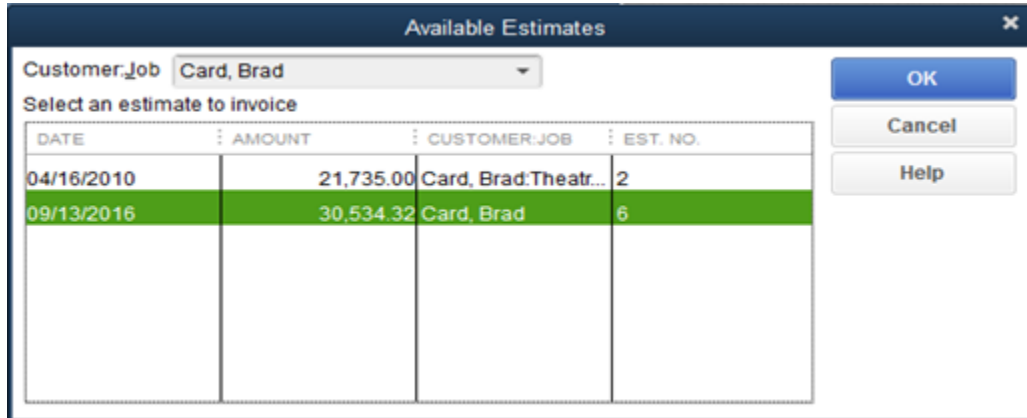 Available Estimates
Customer:Job Card, Brad
OK
Select an estimate to invoice
Cancel
DATE AMOUNT CUSTOMER:JOB EST. NO.
Help
04/16/2010 21,735.00 Card, Brad:Theatr... 2
09/13/2016 30,534.32 Card, Brad 6